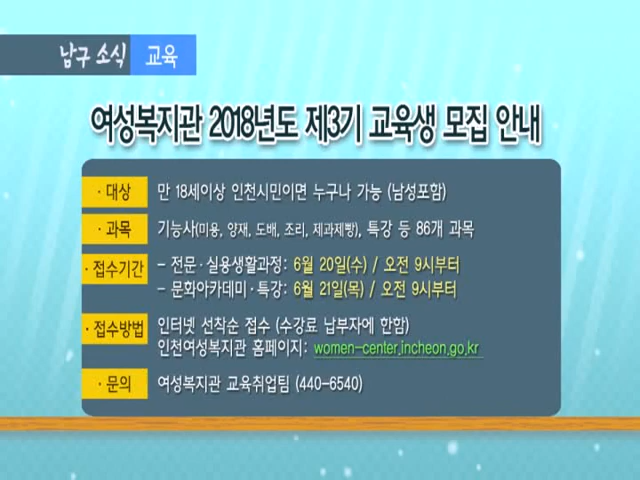 남구 소식 교육
여성복지관 2018년도 제3기 교육생 모집 안내
· 대상 만 18세이상 인천시민이면 누구나 가능 (남성포함)
· 과목 기능사(미용, 양재, 도배, 조리, 제과제빵), 특강 등 86개 과목
· 접수기간 - 전문·실용생활과정: 6월 20일(수) / 오전 9시부터
- 문화아카데미·특강: 6월 21일(목) / 오전 9시부터
· 접수방법 인터넷 선착순 접수 (수강료 납부자에 한함)
인천여성복지관 홈페이지: women-center.incheon.go.kr
· 문의 여성복지관 교육취업팀 (440-6540)